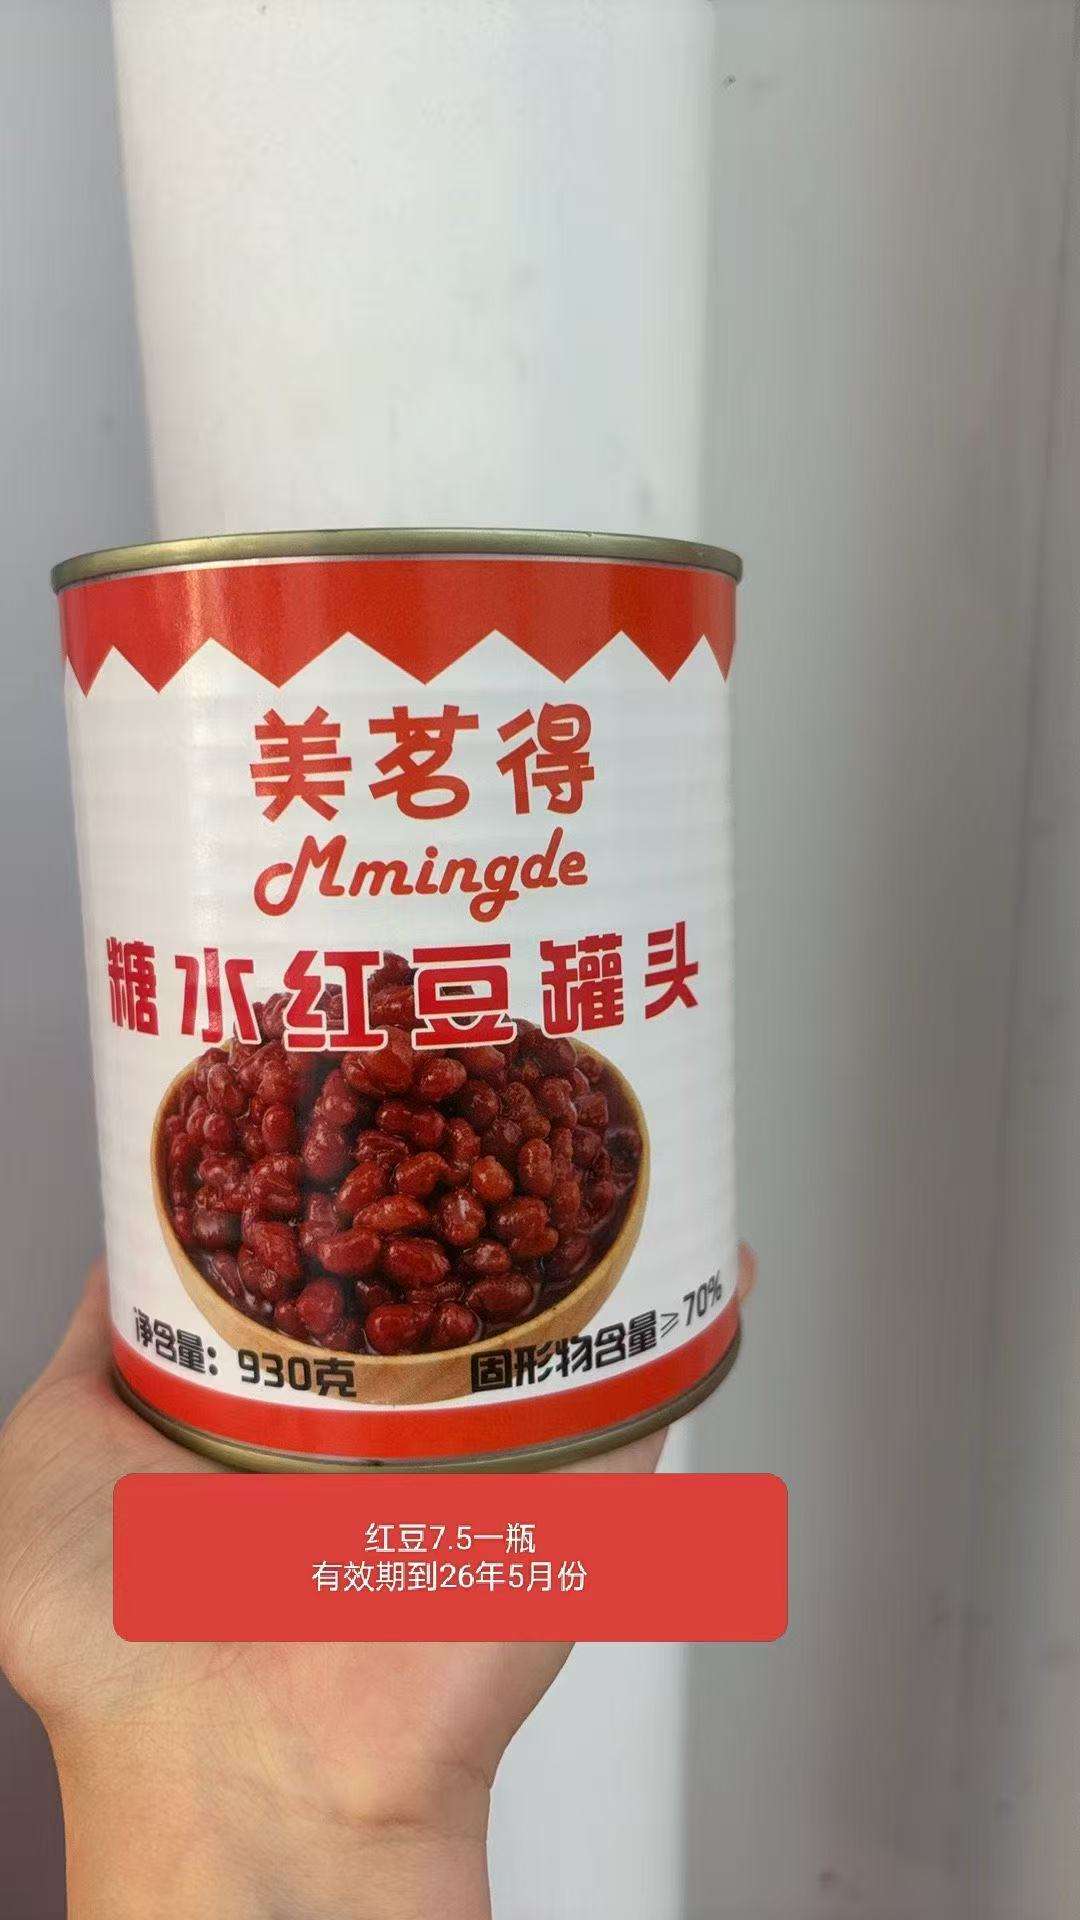 美茗得
Mmingde
糖水红豆罐头
净含量：930克
固形物含量≥70%
红豆7.5一瓶
有效期到26年5月份